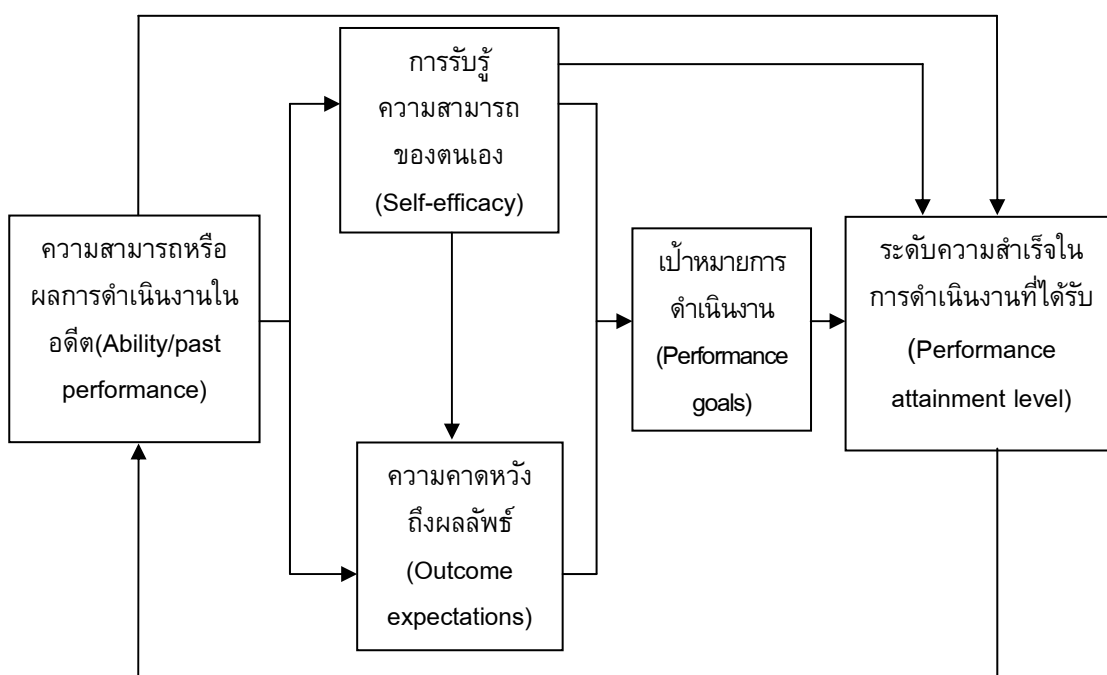 การรับรู้
ความสามารถ
ของตนเอง
(Self-efficacy)
ความสามารถหรือ
ผลการดำเนินงานใน
อดีต(Ability/past
performance)
เป้าหมายการ
ดำเนินงาน
(Performance
goals)
ระดับความสำเร็จใน
การดำเนินงานที่ได้รับ
(Performance
attainment level)
ความคาดหวัง
ถึงผลลัพธ์
(Outcome
expectations)